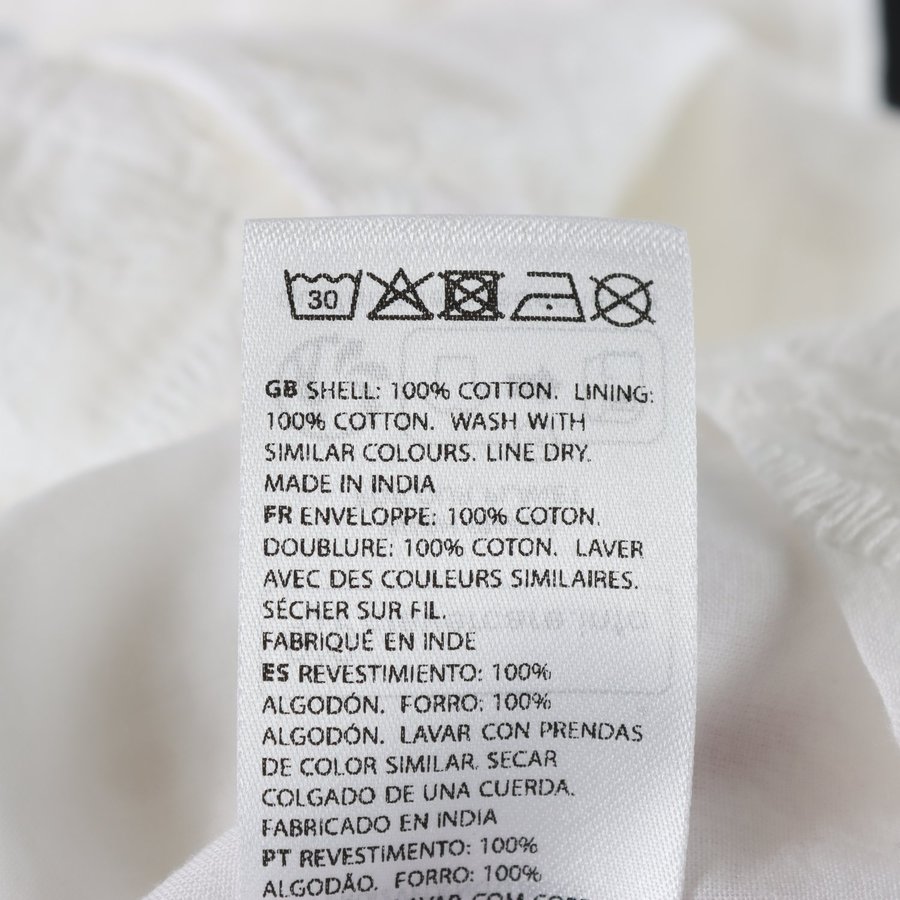 30
GB SHELL: 100% COTTON. LINING:
100% COTTON. WASH WITH
SIMILAR COLOURS. LINE DRY.
MADE IN INDIA
FR ENVELOPPE: 100% COTON.
DOUBLURE: 100% COTON. LAVER
AVEC DES COULEURS SIMILAIRES.
SÉCHER SUR FIL.
FABRIQUÉ EN INDE
ES REVESTIMIENTO: 100%
ALGODÓN. FORRO: 100%
ALGODÓN. LAVAR CON PRENDAS
DE COLOR SIMILAR. SECAR
COLGADO DE UNA CUERDA.
FABRICADO EN INDIA
PT REVESTIMENTO: 100%
ALGODÃO. FORRO: 100%
LAVAR COM